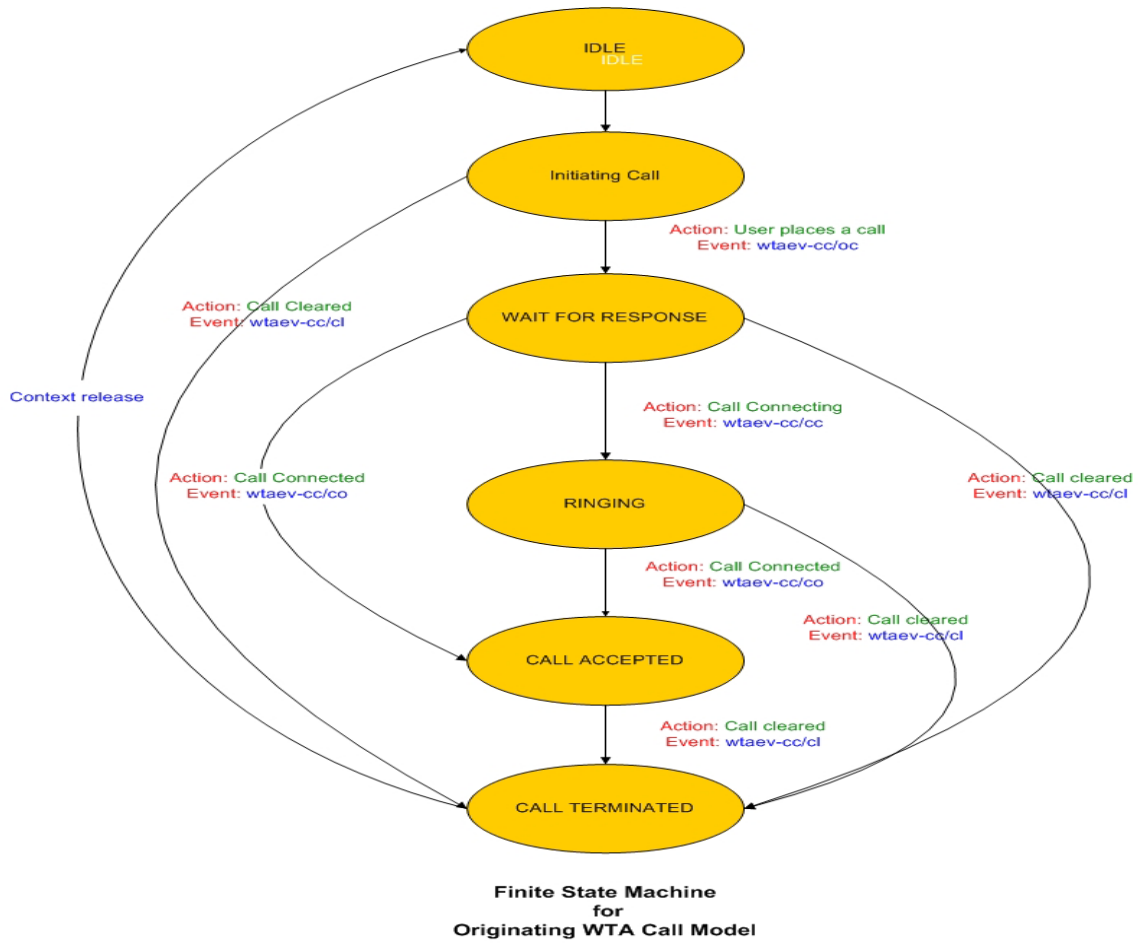 IDLE
IDLE
Initiating Call
Action: User places a call
Event: wtaev-cc/oc
Action: Call Cleared
Event: wtaev-cc/cl
WAIT FOR RESPONSE
Context release
Action: Call Connecting
Event: wtaev-cc/cc
Action: Call Connected
Event: wtaev-cc/co
Action: Call cleared
Event: wtaev-cc/cl
RINGING
Action: Call Connected
Event: wtaev-cc/co
Action: Call cleared
Event: wtaev-cc/cl
CALL ACCEPTED
Action: Call cleared
Event: wtaev-cc/cl
CALL TERMINATED
Finite State Machine
for
Originating WTA Call Model